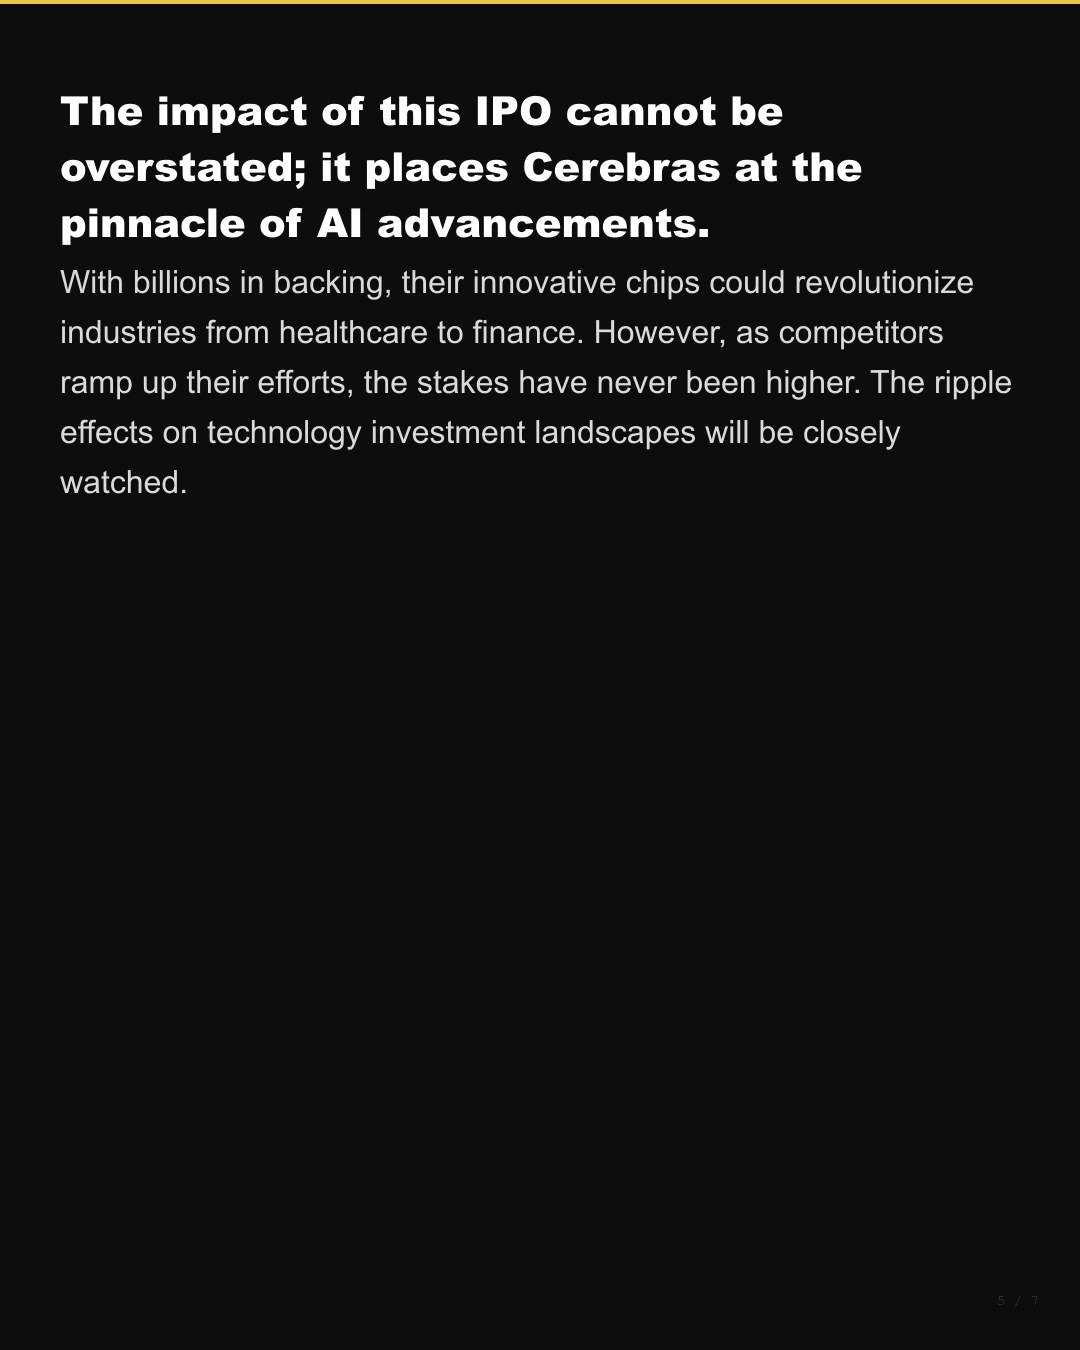 The impact of this IPO cannot be
overstated; it places Cerebras at the
pinnacle of AI advancements.
With billions in backing, their innovative chips could revolutionize
industries from healthcare to finance. However, as competitors
ramp up their efforts, the stakes have never been higher. The ripple
effects on technology investment landscapes will be closely
watched.
5 / 7